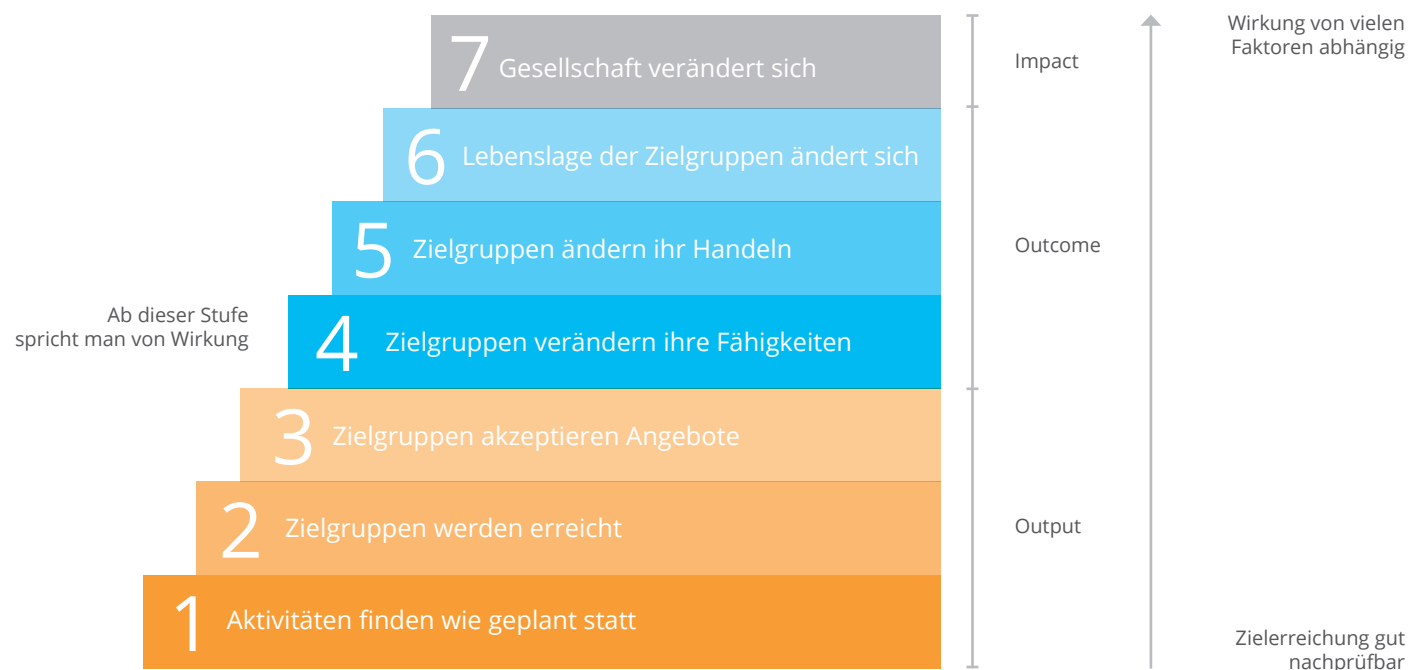 Wirkung von vielen
Faktoren abhängig
7 Gesellschaft verändert sich
Impact
6 Lebenslage der Zielgruppen ändert sich
5 Zielgruppen ändern ihr Handeln
Outcome
Ab dieser Stufe
spricht man von Wirkung
4 Zielgruppen verändern ihre Fähigkeiten
3 Zielgruppen akzeptieren Angebote
2 Zielgruppen werden erreicht
Output
1 Aktivitäten finden wie geplant statt
Zielerreichung gut
nachprüfbar